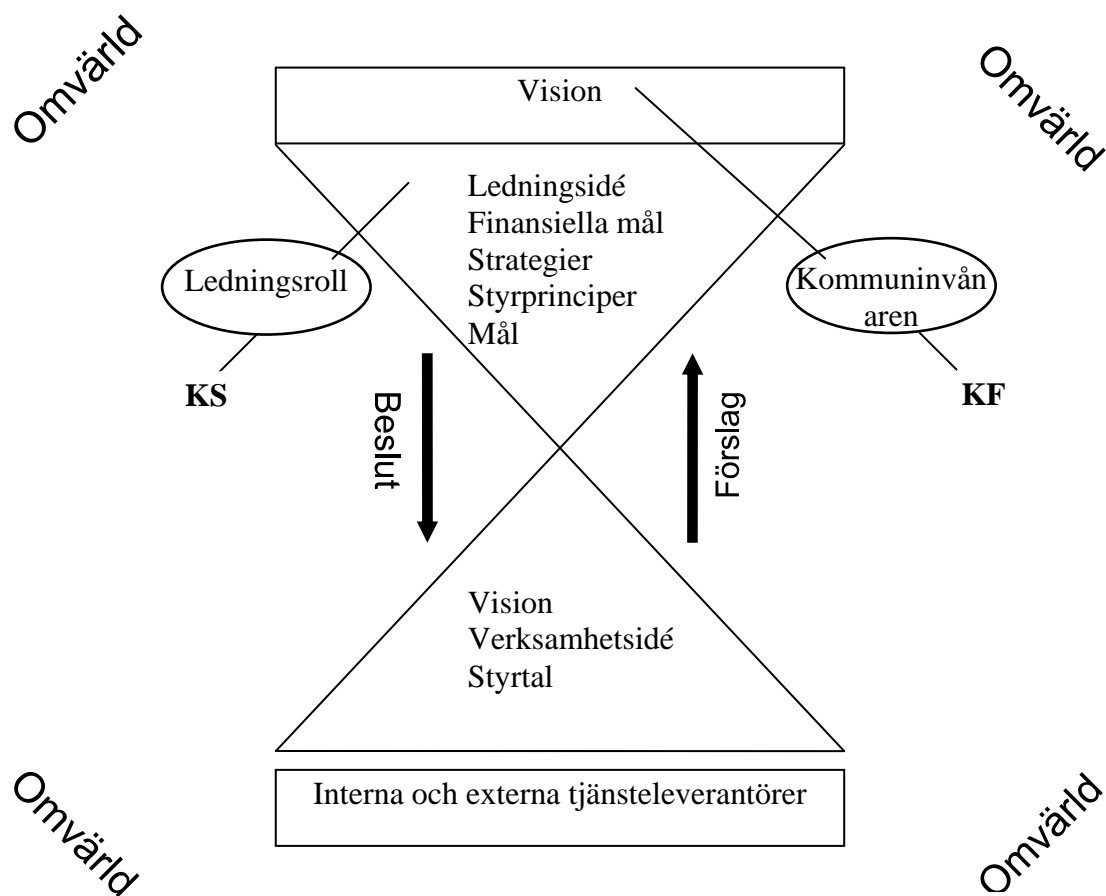 Omvärld
Omvärld
Vision
Ledningsidé
Finansiella mål
Strategier
Styrprinciper
Mål
Ledningsroll
KS
Kommuninvån
aren
KF
Beslut
Förslag
Vision
Verksamhetsidé
Styrtal
Interna och externa tjänsteleverantörer
Omvärld
Omvärld